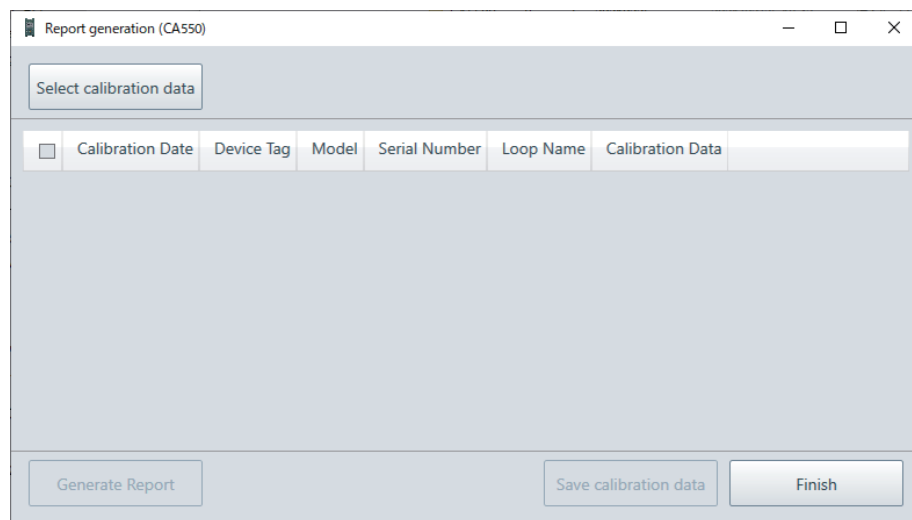 Report generation (CA550)
Select calibration data
Calibration Date Device Tag Model Serial Number Loop Name Calibration Data
Generate Report Save calibration data Finish